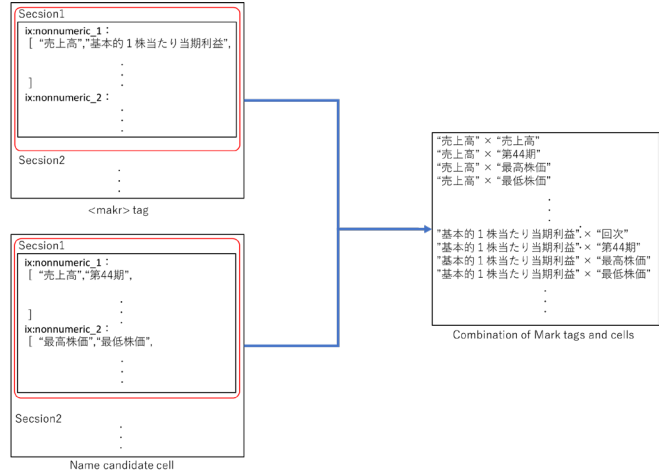 Secsion1
ix:nonnumeric_1：
[ “売上高”,”基本的１株当たり当期利益”,
.
.
.
]
ix:nonnumeric_2：
.
.
.
Secsion2
.
.
.
<makr> tag
Section1
ix:nonnumeric_1：
[ “売上高”,“第44期”,
.
.
.
]
ix:nonnumeric_2：
[ “最高株価”,“最低株価”,
.
.
.
Secsion2
.
.
.
Name candidate cell
“売上高” × “売上高”
“売上高” × “第44期”
“売上高” × “最高株価”
“売上高” × “最低株価”
.
.
.
”基本的１株当たり当期利益” × “回次”
”基本的１株当たり当期利益” × “第44期”
”基本的１株当たり当期利益” × “最高株価”
”基本的１株当たり当期利益” × “最低株価”
.
.
.
Combination of Mark tags and cells